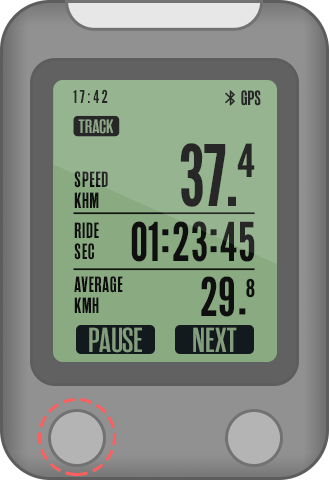 17:42 GPS
TRACK
SPEED
KHM
37.4
RIDE
SEC
01:23:45
AVERAGE
KMH
29.8
PAUSE NEXT